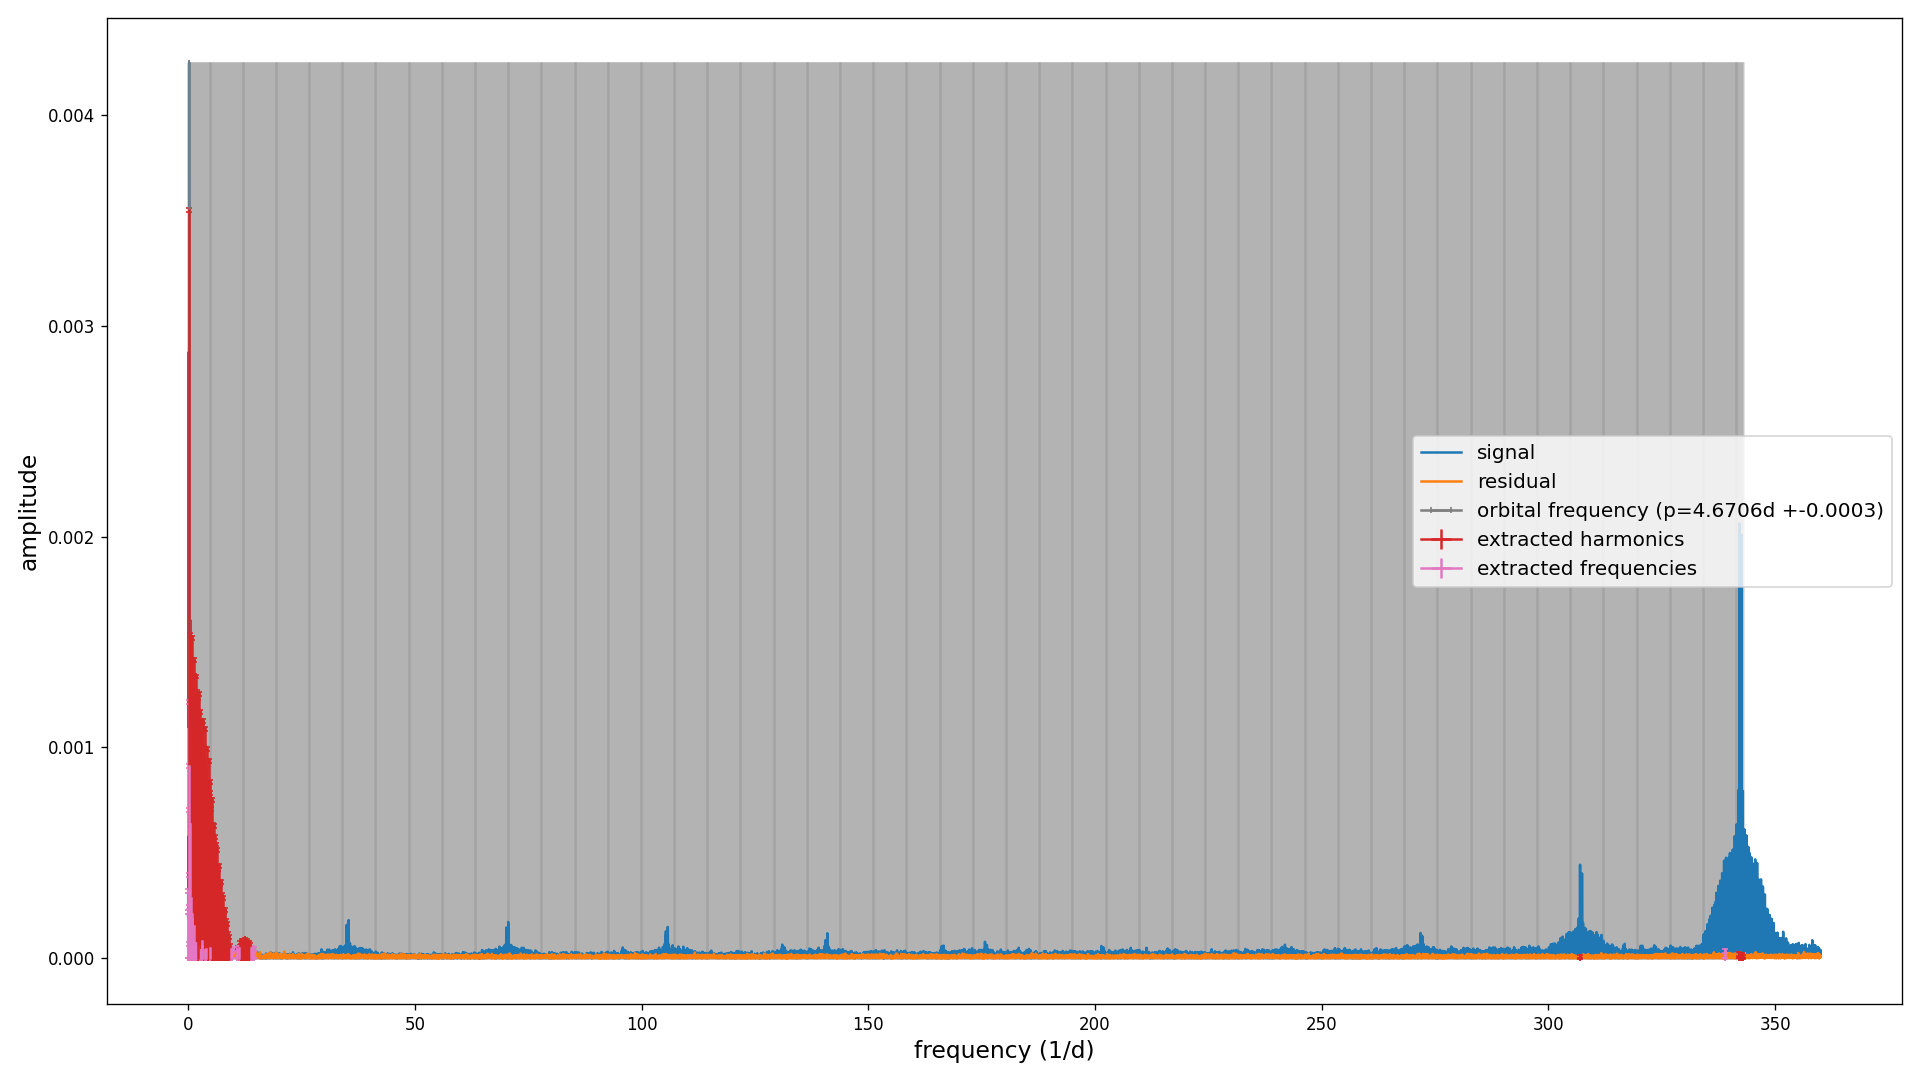 0.004
0.003
0.002
0.001
0.000
amplitude
signal
residual
orbital frequency (p=4.6706d +-0.0003)
extracted harmonics
extracted frequencies
0 50 100 150 200 250 300 350
frequency (1/d)